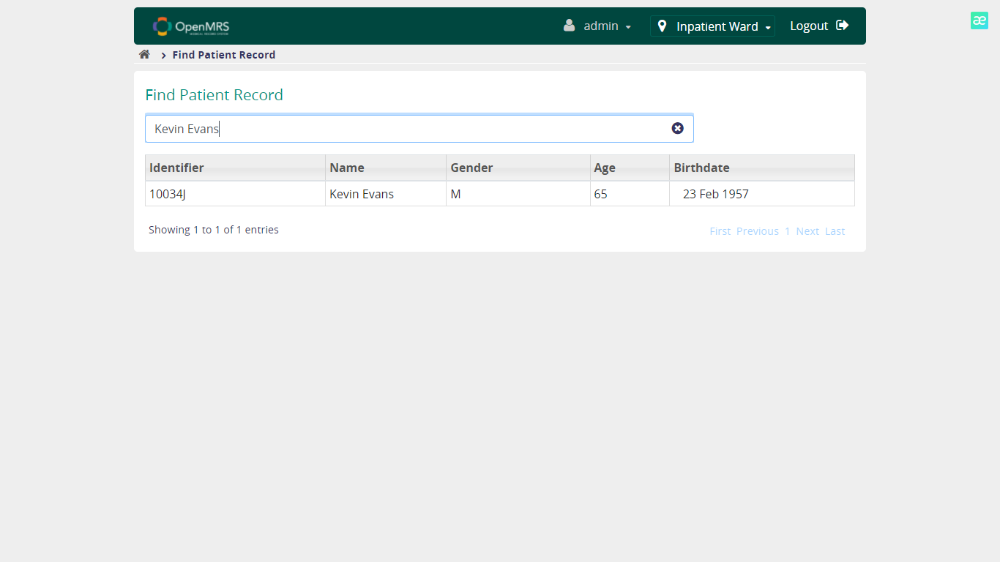 OpenMRS
admin
Inpatient Ward
Logout
æ
Find Patient Record
Find Patient Record
Kevin Evans
Identifier Name Gender Age Birthdate
10034J Kevin Evans M 65 23 Feb 1957
Showing 1 to 1 of 1 entries
First Previous 1 Next Last